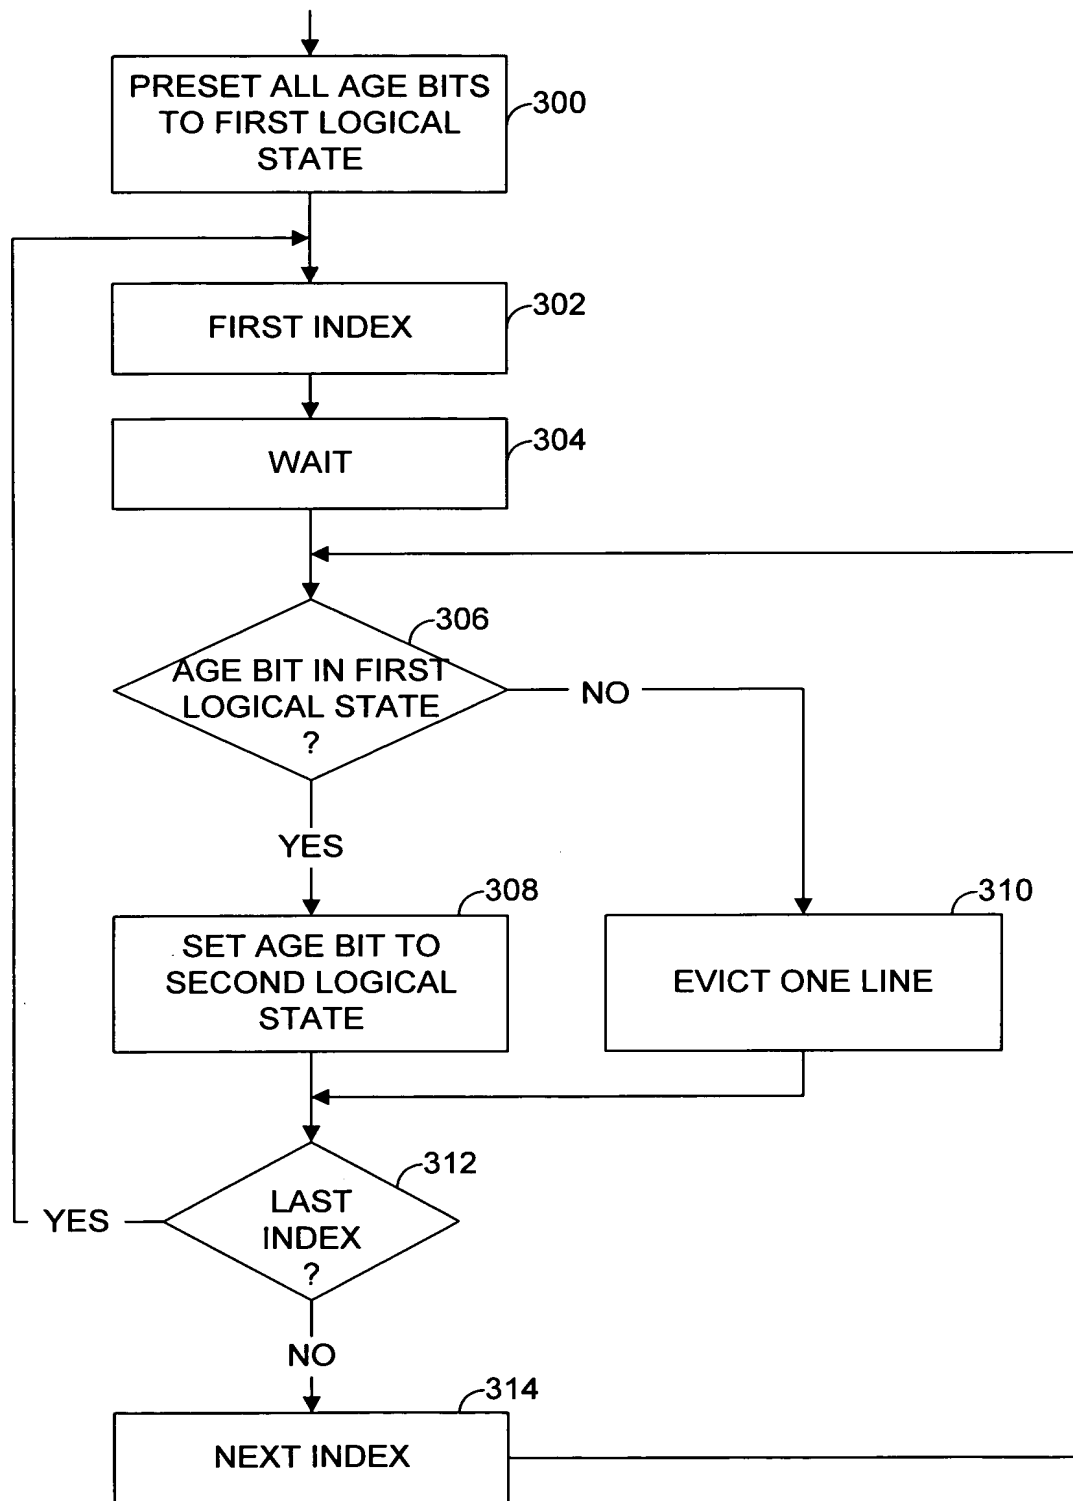 PRESET ALL AGE BITS
TO FIRST LOGICAL
STATE
300
FIRST INDEX
302
WAIT
304
306
AGE BIT IN FIRST
LOGICAL STATE
?
NO
YES
308
SET AGE BIT TO
SECOND LOGICAL
STATE
310
EVICT ONE LINE
312
LAST
INDEX
?
YES
NO
314
NEXT INDEX